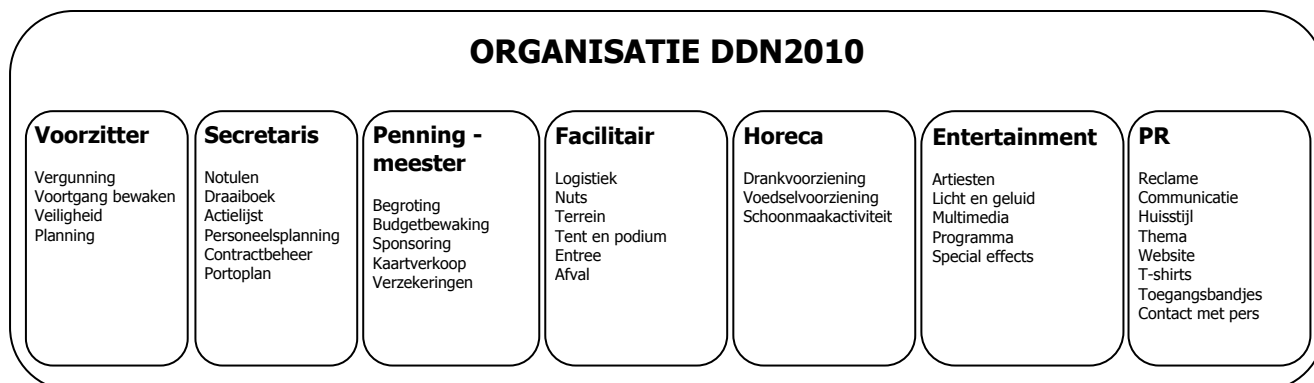 ORGANISATIE DDN2010
Voorzitter
Vergunning
Voortgang bewaken
Veiligheid
Planning
Secretaris
Notulen
Draaiboek
Actielijst
Personeelsplanning
Contractbeheer
Portoplan
Penning -
meester
Begroting
Budgetbewaking
Sponsoring
Kaartverkoop
Verzekeringen
Facilitair
Logistiek
Nuts
Terrein
Tent en podium
Entree
Afval
Horeca
Drankvoorziening
Voedselvoorziening
Schoonmaakactiviteit
Entertainment
Artiesten
Licht en geluid
Multimedia
Programma
Special effects
PR
Reclame
Communicatie
Huisstijl
Thema
Website
T-shirts
Toegangsbandjes
Contact met pers